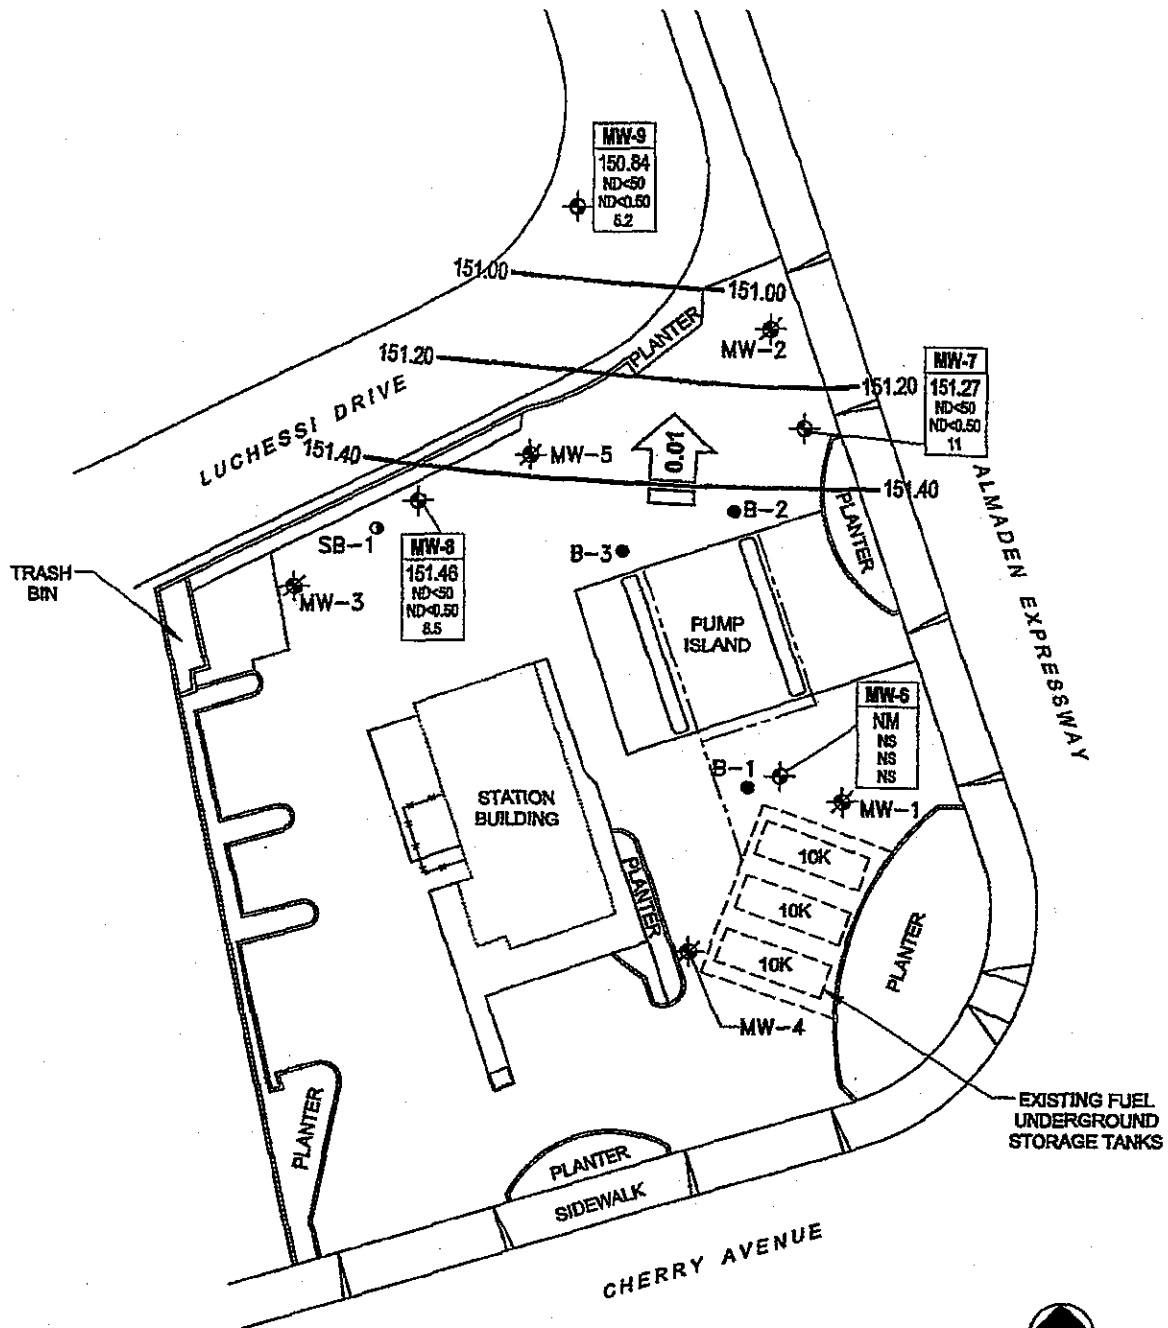 MW-9
150.84
ND<50
ND<0.50
5.2
151.00
151.00
PLANTER
MW-2
151.20
151.20
MW-7
151.27
ND<50
ND<0.50
11
LUCHESSI DRIVE
151.40
MW-5
0.01
151.40
ALMADEN EXPRESSWAY
PLANTER
B-2
SB-1
B-3
MW-8
151.46
ND<50
ND<0.50
8.5
TRASH
BIN
MW-3
PUMP
ISLAND
MW-6
NM
NS
NS
NS
B-1
MW-1
STATION
BUILDING
10K
PLANTER
10K
PLANTER
10K
MW-4
EXISTING FUEL
UNDERGROUND
STORAGE TANKS
PLANTER
PLANTER
SIDEWALK
CHERRY AVENUE